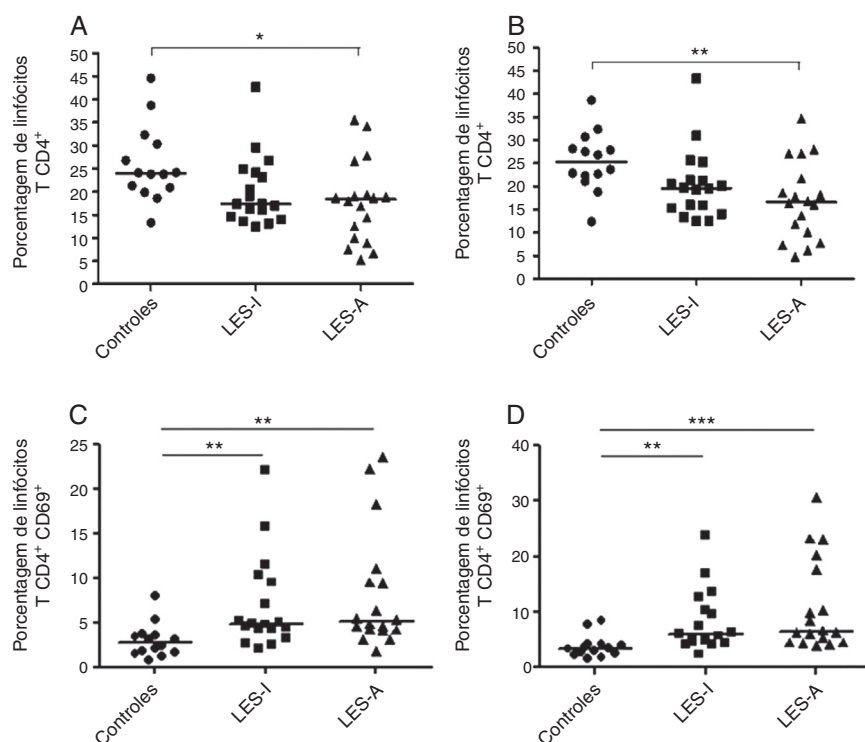 A
*
Porcentagem de linfócitos
T CD4⁺
50
45
40
35
30
25
20
15
10
5
0
Controles
LES-I
LES-A
B
**
Porcentagem de linfócitos
T CD4⁺
50
45
40
35
30
25
20
15
10
5
0
Controles
LES-I
LES-A
C
**
**
Porcentagem de linfócitos
T CD4⁺ CD69⁺
25
20
15
10
5
0
Controles
LES-I
LES-A
D
***
**
Porcentagem de linfócitos
T CD4⁺ CD69⁺
40
30
20
10
0
Controles
LES-I
LES-A